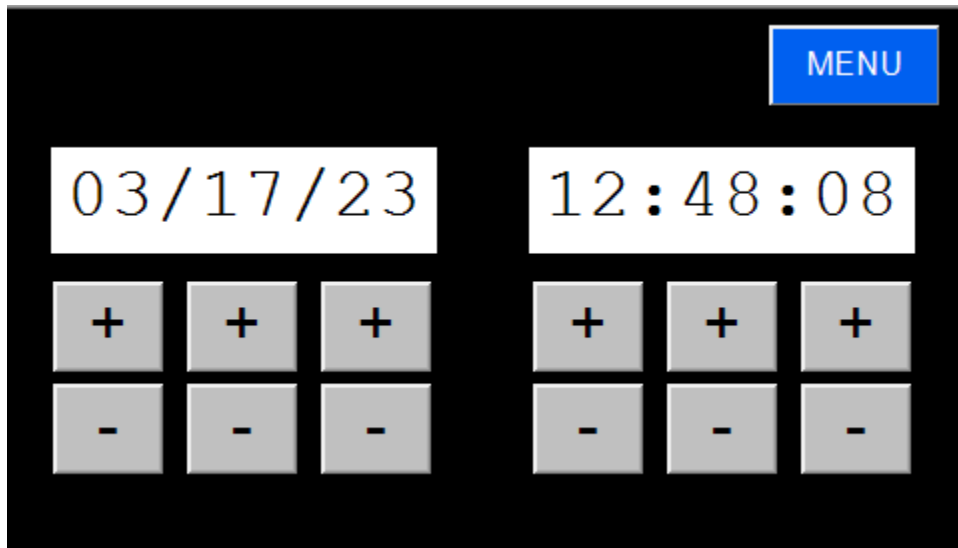 MENU
03/17/23 12:48:08
+ + + + + +
- - - - - -